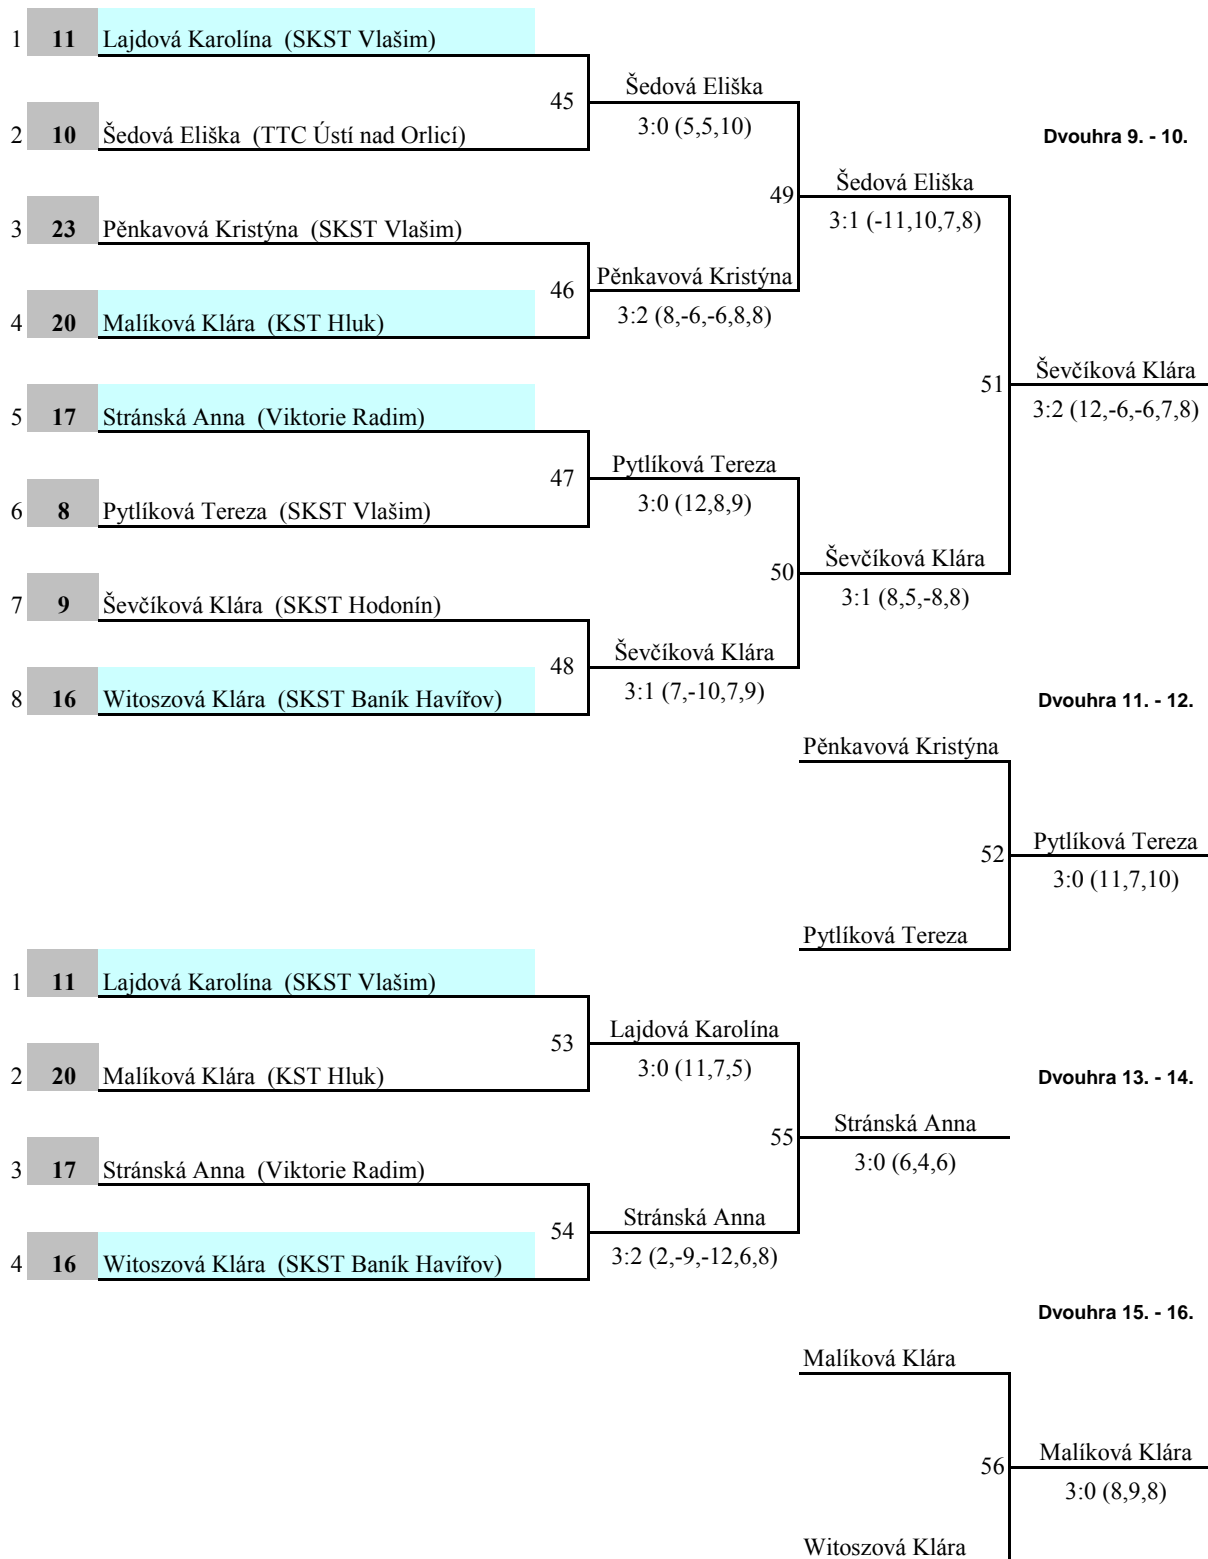 1 11 Lajdová Karolína (SKST Vlašim)
Šedová Eliška
45
3:0 (5,5,10)
2 10 Šedová Eliška (TTC Ústí nad Orlicí)
Dvouhra 9. - 10.
Šedová Eliška
49
3:1 (-11,10,7,8)
3 23 Pěnkavová Kristýna (SKST Vlašim)
Pěnkavová Kristýna
46
3:2 (8,-6,-6,8,8)
4 20 Malíková Klára (KST Hluk)
Ševčíková Klára
51
3:2 (12,-6,-6,7,8)
5 17 Stránská Anna (Viktorie Radim)
Pytlíková Tereza
47
3:0 (12,8,9)
6 8 Pytlíková Tereza (SKST Vlašim)
Ševčíková Klára
50
3:1 (8,5,-8,8)
7 9 Ševčíková Klára (SKST Hodonín)
Ševčíková Klára
48
3:1 (7,-10,7,9)
8 16 Witoszová Klára (SKST Baník Havířov)
Dvouhra 11. - 12.
Pěnkavová Kristýna
Pytlíková Tereza
52
3:0 (11,7,10)
Pytlíková Tereza
1 11 Lajdová Karolína (SKST Vlašim)
Lajdová Karolína
53
3:0 (11,7,5)
2 20 Malíková Klára (KST Hluk)
Dvouhra 13. - 14.
Stránská Anna
55
3:0 (6,4,6)
3 17 Stránská Anna (Viktorie Radim)
Stránská Anna
54
3:2 (2,-9,-12,6,8)
4 16 Witoszová Klára (SKST Baník Havířov)
Dvouhra 15. - 16.
Malíková Klára
Malíková Klára
56
3:0 (8,9,8)
Witoszová Klára